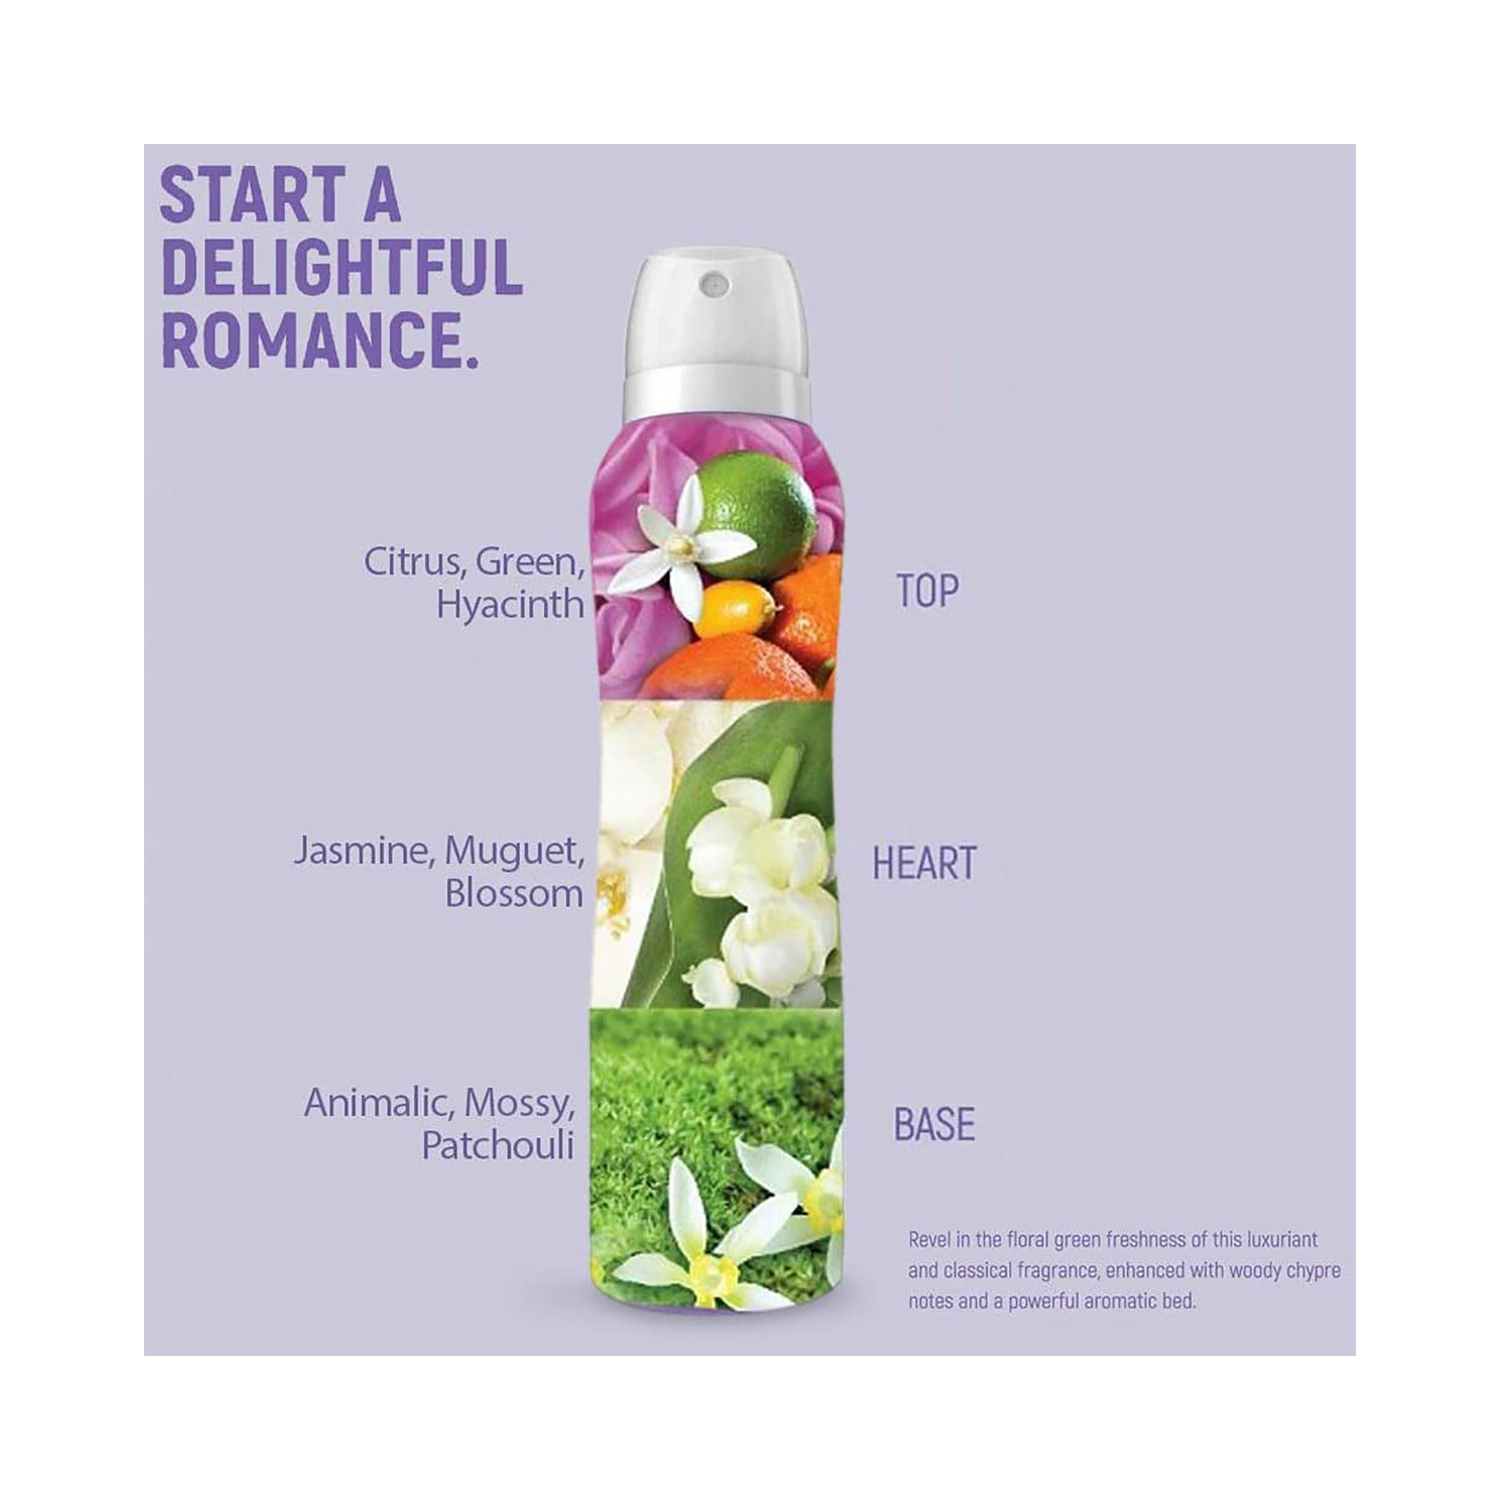 START A
DELIGHTFUL
ROMANCE.
Citrus, Green,
Hyacinth
TOP
Jasmine, Muguet,
Blossom
HEART
Animalic, Mossy,
Patchouli
BASE
Revel in the floral green freshness of this luxuriant
and classical fragrance, enhanced with woody chypre
notes and a powerful aromatic bed.